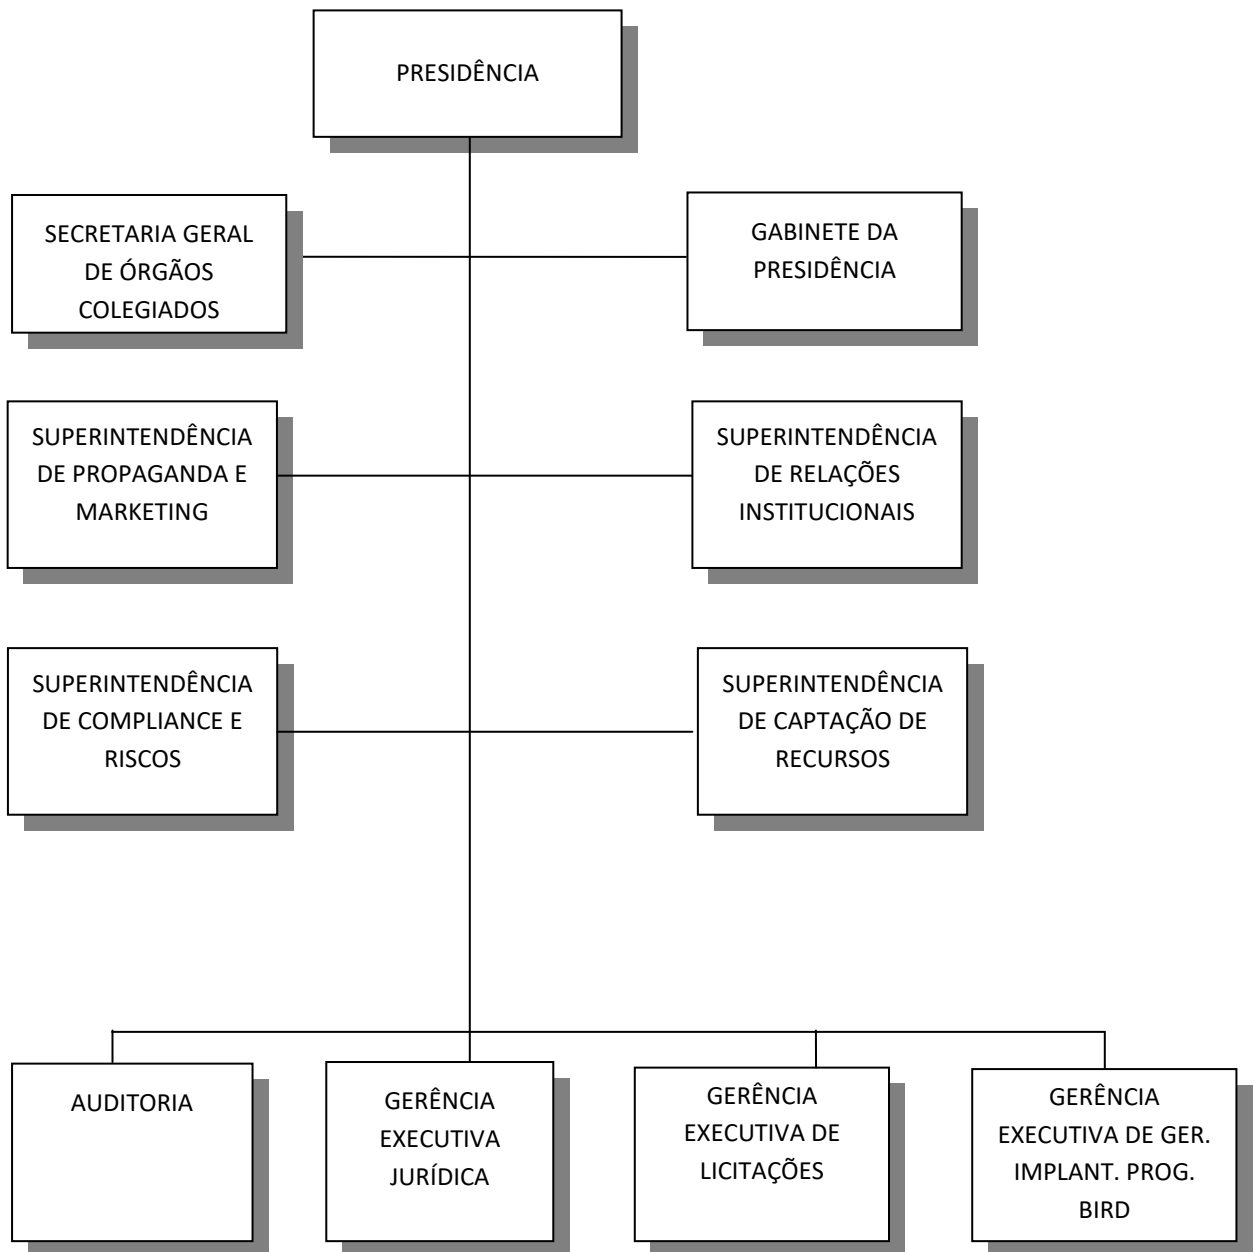 PRESIDÊNCIA
SECRETARIA GERAL
DE ÓRGÃOS
COLEGIADOS
GABINETE DA
PRESIDÊNCIA
SUPERINTENDÊNCIA
DE PROPAGANDA E
MARKETING
SUPERINTENDÊNCIA
DE RELAÇÕES
INSTITUCIONAIS
SUPERINTENDÊNCIA
DE COMPLIANCE E
RISCOS
SUPERINTENDÊNCIA
DE CAPTAÇÃO DE
RECURSOS
AUDITORIA
GERÊNCIA
EXECUTIVA
JURÍDICA
GERÊNCIA
EXECUTIVA DE
LICITAÇÕES
GERÊNCIA
EXECUTIVA DE GER.
IMPLANT. PROG.
BIRD